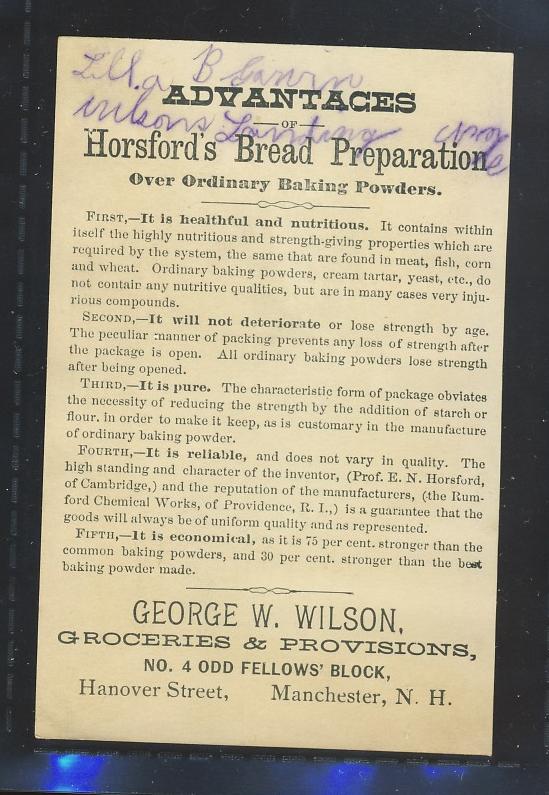 Lilla B
Wilsons Landing
ADVANTAGES
—OF—
Horsford's Bread Preparation
Over Ordinary Baking Powders.
FIRST,—It is healthful and nutritious. It contains within
itself the highly nutritious and strength-giving properties which are
required by the system, the same that are found in meat, fish, corn
and wheat. Ordinary baking powders, cream tartar, yeast, etc., do
not contain any nutritive qualities, but are in many cases very inju-
rious compounds.
SECOND,—It will not deteriorate or lose strength by age.
The peculiar manner of packing prevents any loss of strength after
the package is open. All ordinary baking powders lose strength
after being opened.
THIRD,—It is pure. The characteristic form of package obviates
the necessity of reducing the strength by the addition of starch or
flour. in order to make it keep, as is customary in the manufacture
of ordinary baking powder.
FOURTH,—It is reliable, and does not vary in quality. The
high standing and character of the inventor, (Prof. E. N. Horsford,
of Cambridge,) and the reputation of the manufacturers, (the Rum-
ford Chemical Works, of Providence, R. I.,) is a guarantee that the
goods will always be of uniform quality and as represented.
FIFTH,—It is economical, as it is 75 per cent. stronger than the
common baking powders, and 30 per cent. stronger than the best
baking powder made.
GEORGE W. WILSON,
GROCERIES & PROVISIONS,
NO. 4 ODD FELLOWS' BLOCK,
Hanover Street, Manchester, N. H.